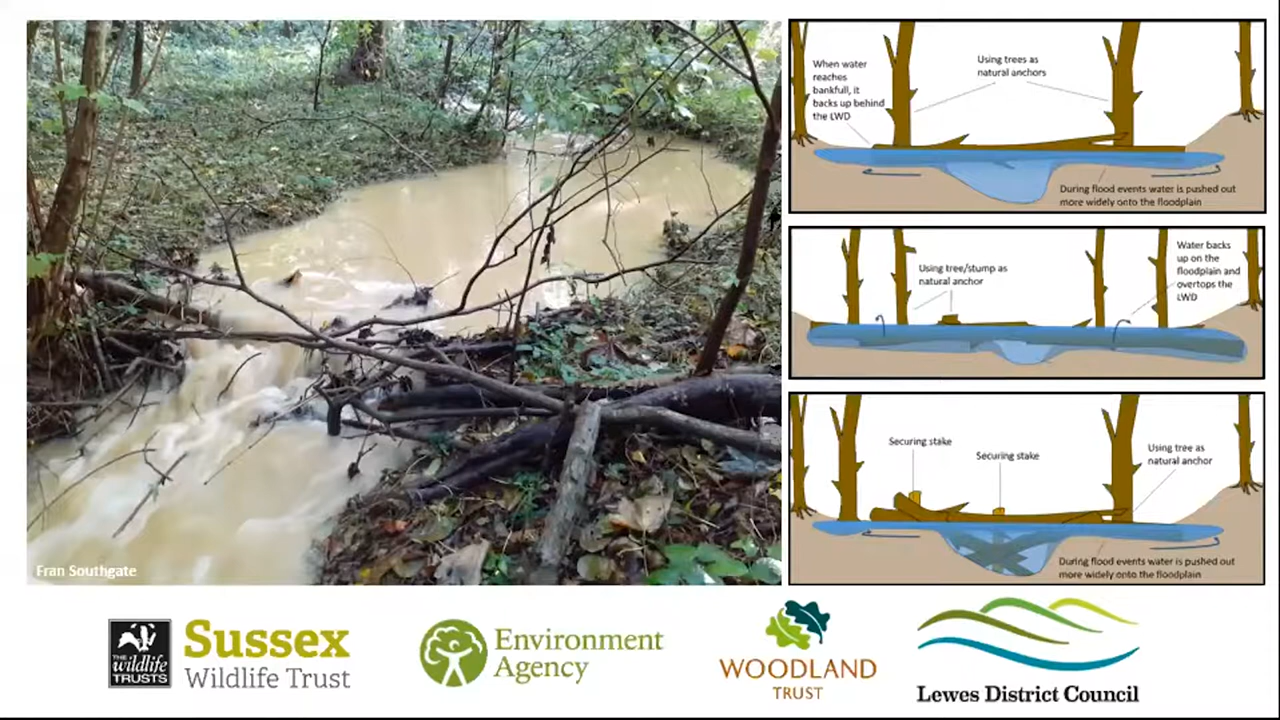 When water
reaches
bankfull, it
backs up behind
the LWD
Using trees as
natural anchors
During flood events water is pushed out
more widely onto the floodplain
Using tree/stump as
natural anchor
Water backs
up on the
floodplain and
overtops the
LWD
Securing stake
Securing stake
Using tree as
natural anchor
During flood events water is pushed out
more widely onto the floodplain
Fran Southgate
THE
wildlife
TRUSTS
Sussex
Wildlife Trust
Environment
Agency
WOODLAND
TRUST
Lewes District Council